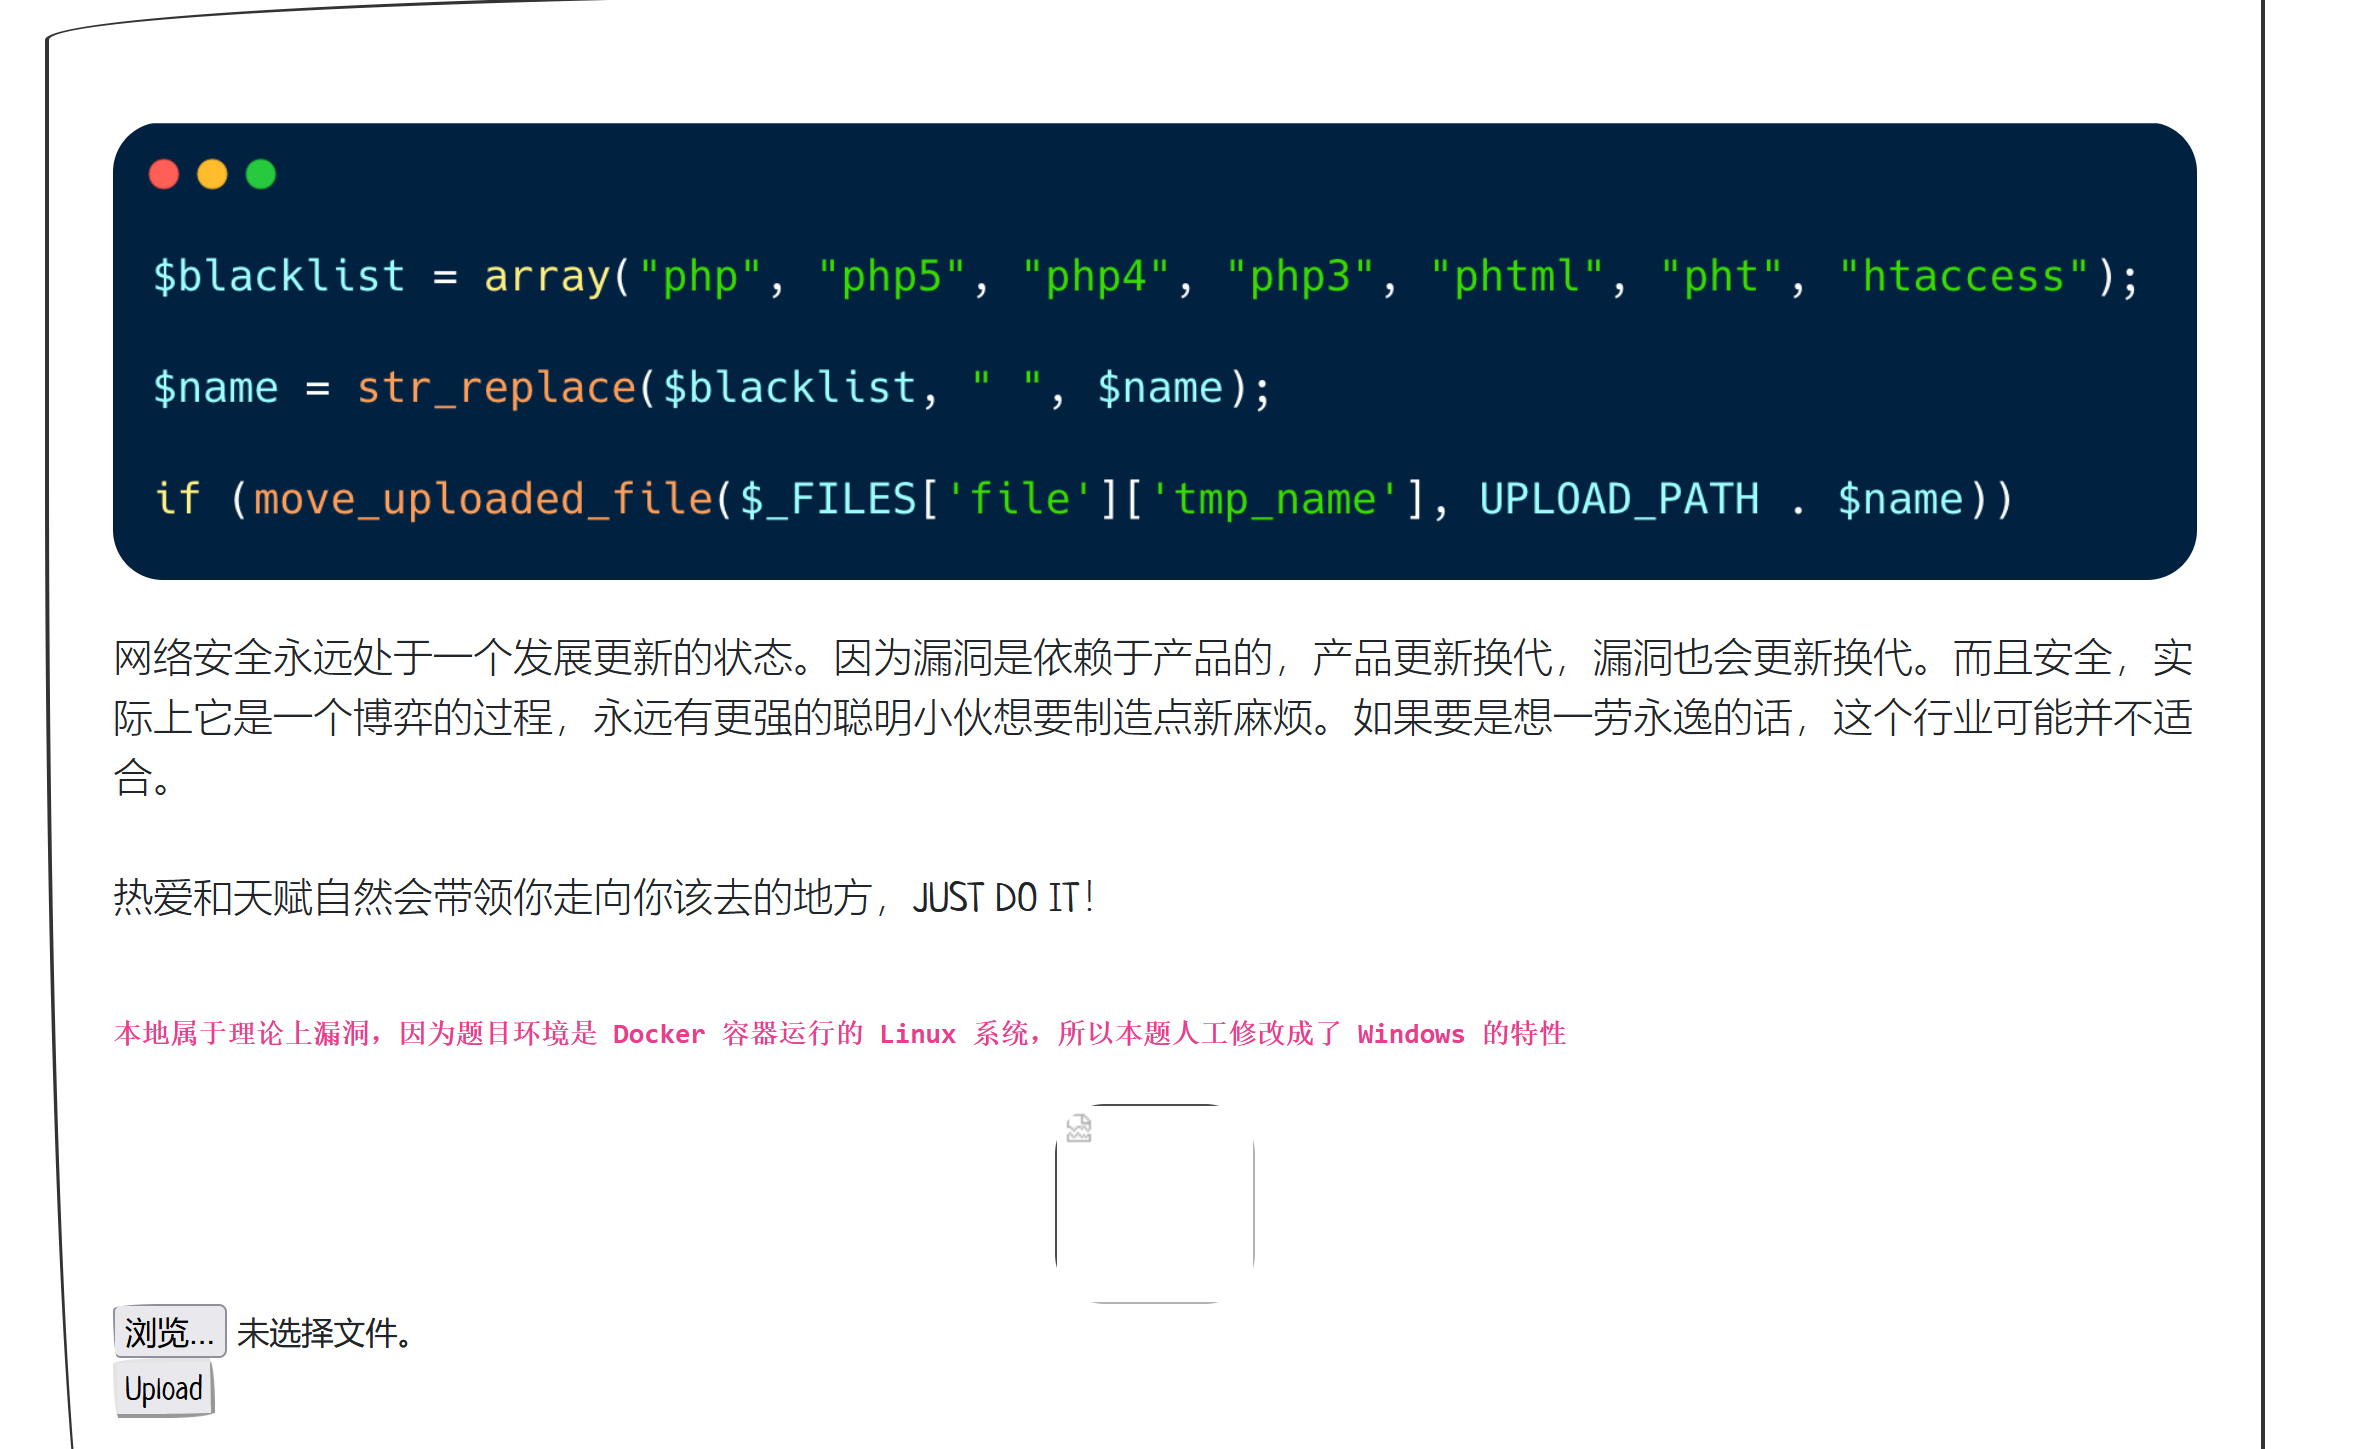 $blacklist = array("php", "php5", "php4", "php3", "phtml", "pht", "htaccess");
$name = str_replace($blacklist, " ", $name);
if (move_uploaded_file($_FILES['file']['tmp_name'], UPLOAD_PATH . $name))
网络安全永远处于一个发展更新的状态。因为漏洞是依赖于产品的，产品更新换代，漏洞也会更新换代。而且安全，实
际上它是一个博弈的过程，永远有更强的聪明小伙想要制造点新麻烦。如果要是想一劳永逸的话，这个行业可能并不适
合。
热爱和天赋自然会带领你走向你该去的地方，JUST DO IT!
本地属于理论上漏洞，因为题目环境是 Docker 容器运行的 Linux 系统，所以本题人工修改成了 Windows 的特性
浏览... 未选择文件。
Upload